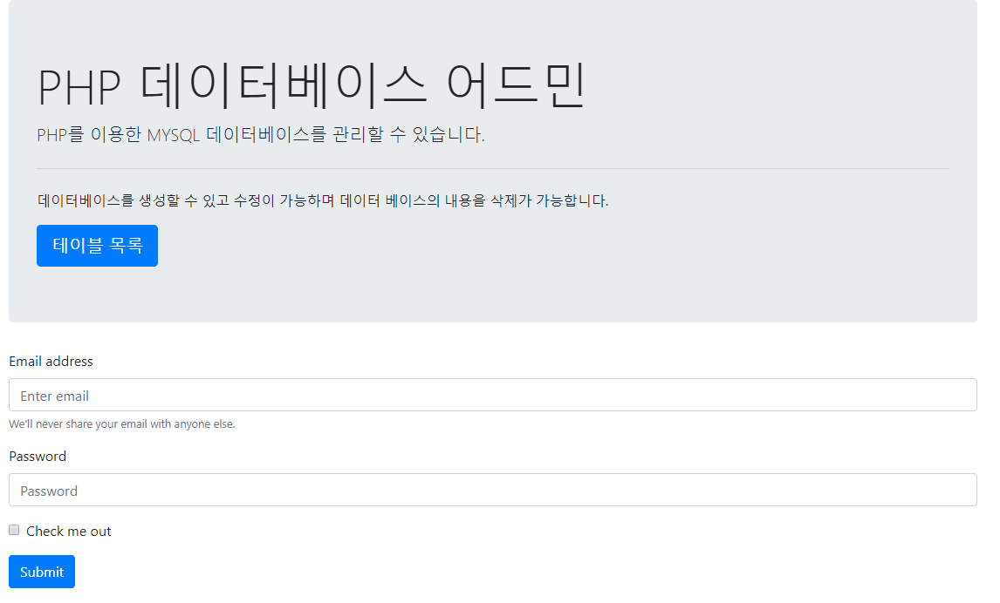 PHP 데이터베이스 어드민
PHP를 이용한 MYSQL 데이터베이스를 관리할 수 있습니다.
데이터베이스를 생성할 수 있고 수정이 가능하며 데이터 베이스의 내용을 삭제가 가능합니다.
테이블 목록
Email address
Enter email
We'll never share your email with anyone else.
Password
Password
Check me out
Submit